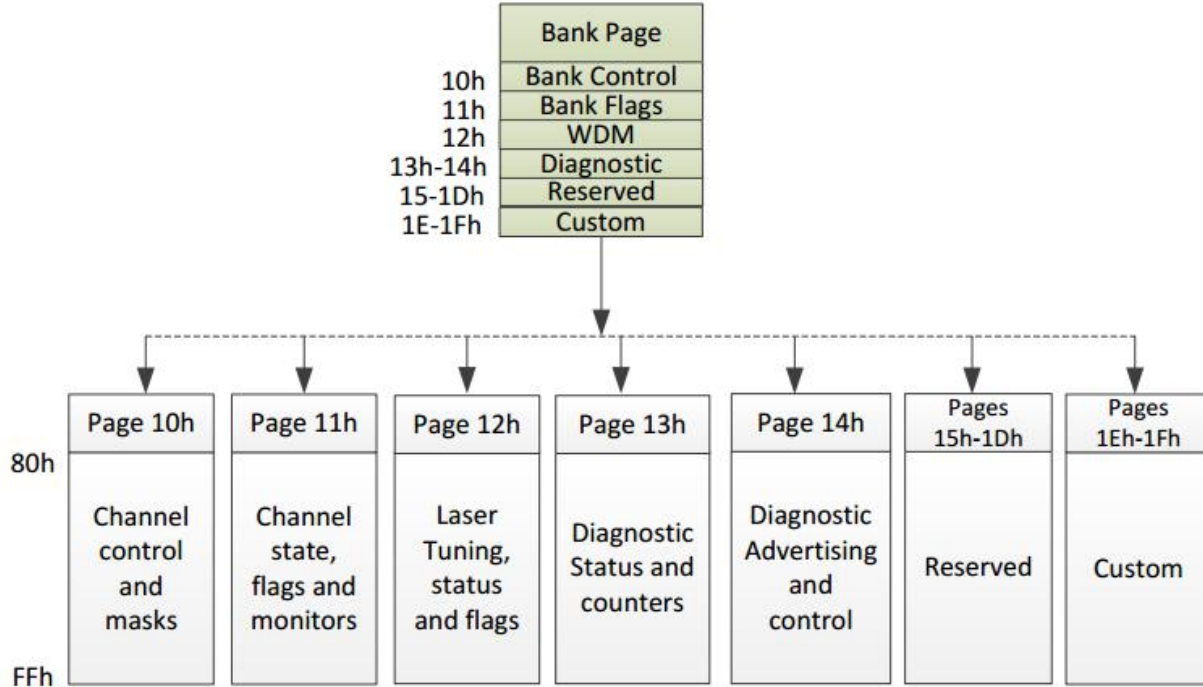 Bank Page
10h Bank Control
11h Bank Flags
12h WDM
13h-14h Diagnostic
15-1Dh Reserved
1E-1Fh Custom
Page 10h
Page 11h
Page 12h
Page 13h
Page 14h
Pages
15h-1Dh
Pages
1Eh-1Fh
80h
Channel
control
and
masks
Channel
state,
flags and
monitors
Laser
Tuning,
status
and flags
Diagnostic
Status and
counters
Diagnostic
Advertising
and
control
Reserved
Custom
FFh